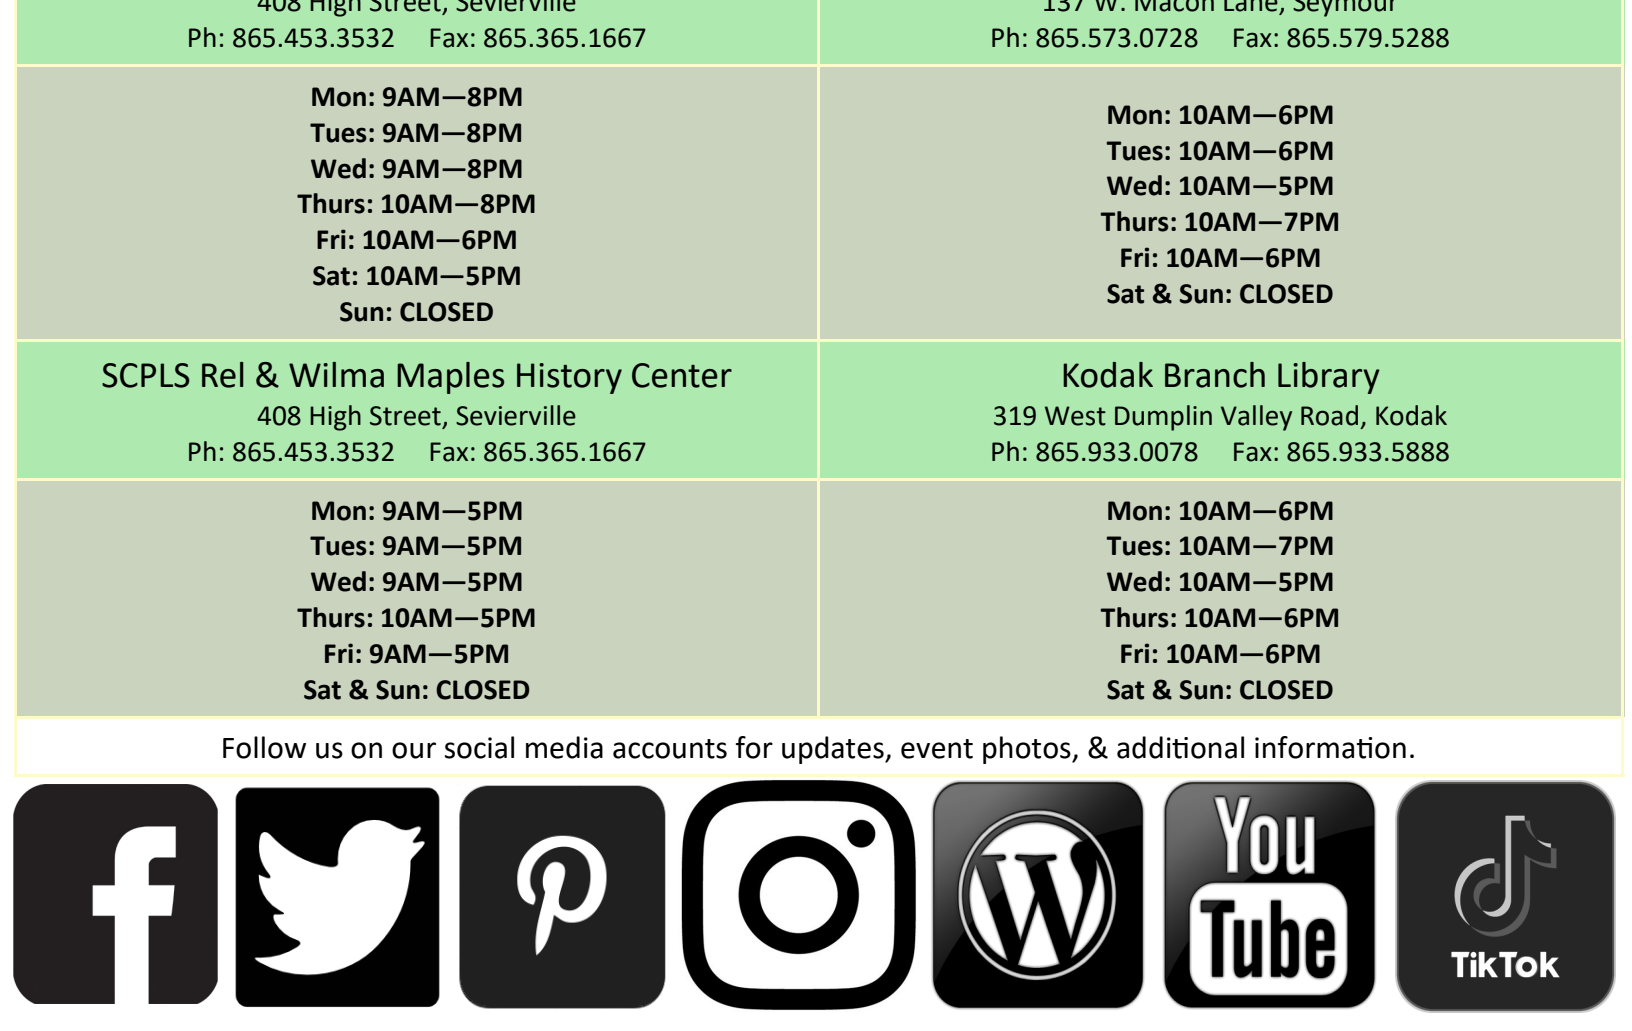 408 High Street, Sevierville
Ph: 865.453.3532 Fax: 865.365.1667
137 W. Macon Lane, Seymour
Ph: 865.573.0728 Fax: 865.579.5288
Mon: 9AM—8PM
Tues: 9AM—8PM
Wed: 9AM—8PM
Thurs: 10AM—8PM
Fri: 10AM—6PM
Sat: 10AM—5PM
Sun: CLOSED
Mon: 10AM—6PM
Tues: 10AM—6PM
Wed: 10AM—5PM
Thurs: 10AM—7PM
Fri: 10AM—6PM
Sat & Sun: CLOSED
SCPLS Rel & Wilma Maples History Center
408 High Street, Sevierville
Ph: 865.453.3532 Fax: 865.365.1667
Kodak Branch Library
319 West Dumplin Valley Road, Kodak
Ph: 865.933.0078 Fax: 865.933.5888
Mon: 9AM—5PM
Tues: 9AM—5PM
Wed: 9AM—5PM
Thurs: 10AM—5PM
Fri: 9AM—5PM
Sat & Sun: CLOSED
Mon: 10AM—6PM
Tues: 10AM—7PM
Wed: 10AM—5PM
Thurs: 10AM—6PM
Fri: 10AM—6PM
Sat & Sun: CLOSED
Follow us on our social media accounts for updates, event photos, & additional information.
You
Tube
TikTok